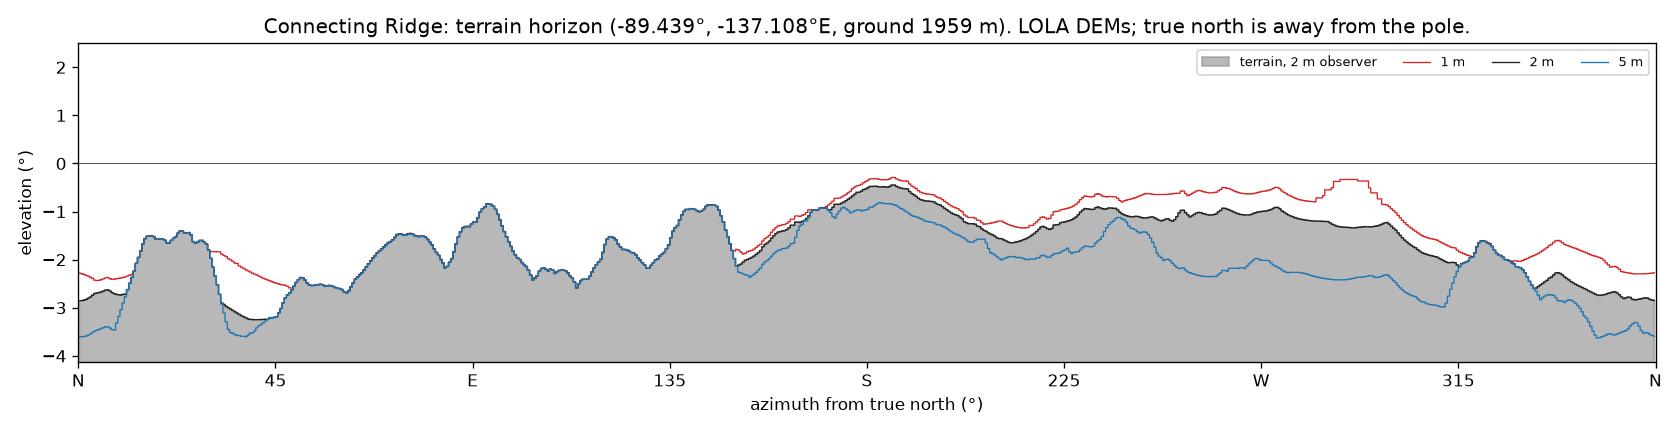 Connecting Ridge: terrain horizon (-89.439°, -137.108°E, ground 1959 m). LOLA DEMs; true north is away from the pole.
terrain, 2 m observer 1 m 2 m 5 m
2
1
0
−1
−2
−3
−4
elevation (°)
N 45 E 135 S 225 W 315 N
azimuth from true north (°)